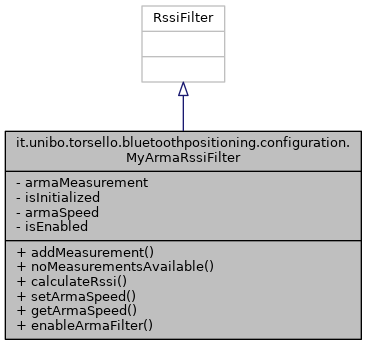 RssiFilter
it.unibo.torsello.bluetoothpositioning.configuration.
MyArmaRssiFilter
- armaMeasurement
- isInitialized
- armaSpeed
- isEnabled
+ addMeasurement()
+ noMeasurementsAvailable()
+ calculateRssi()
+ setArmaSpeed()
+ getArmaSpeed()
+ enableArmaFilter()